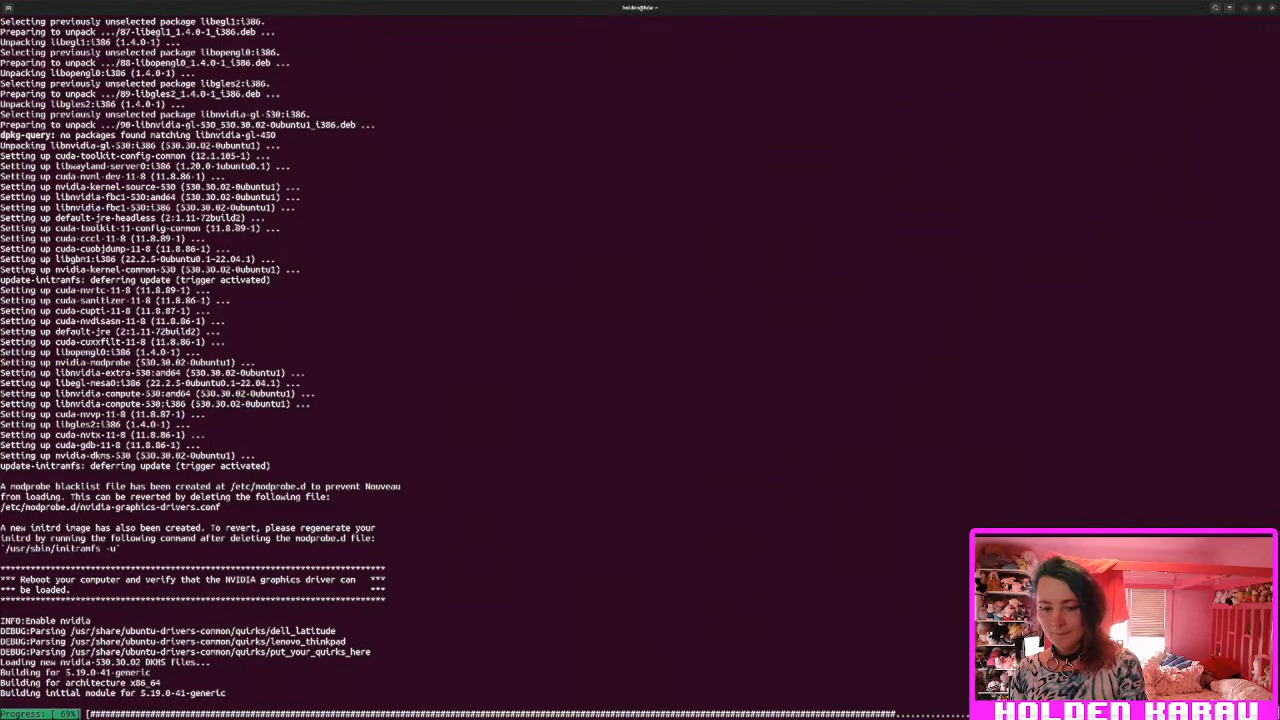 holden@hda: ~
Selecting previously unselected package libegl1:i386.
Preparing to unpack .../87-libegl1_1.4.0-1_i386.deb ...
Unpacking libegl1:i386 (1.4.0-1) ...
Selecting previously unselected package libopengl0:i386.
Preparing to unpack .../88-libopengl0_1.4.0-1_i386.deb ...
Unpacking libopengl0:i386 (1.4.0-1) ...
Selecting previously unselected package libgles2:i386.
Preparing to unpack .../89-libgles2_1.4.0-1_i386.deb ...
Unpacking libgles2:i386 (1.4.0-1) ...
Selecting previously unselected package libnvidia-gl-530:i386.
Preparing to unpack .../90-libnvidia-gl-530_530.30.02-0ubuntu1_i386.deb ...
dpkg-query: no packages found matching libnvidia-gl-450
Unpacking libnvidia-gl-530:i386 (530.30.02-0ubuntu1) ...
Setting up cuda-toolkit-config-common (12.1.105-1) ...
Setting up libwayland-server0:i386 (1.20.0-1ubuntu0.1) ...
Setting up cuda-nvml-dev-11-8 (11.8.86-1) ...
Setting up nvidia-kernel-source-530 (530.30.02-0ubuntu1) ...
Setting up libnvidia-fbc1-530:amd64 (530.30.02-0ubuntu1) ...
Setting up libnvidia-fbc1-530:i386 (530.30.02-0ubuntu1) ...
Setting up default-jre-headless (2:1.11-72build2) ...
Setting up cuda-toolkit-11-config-common (11.8.89-1) ...
Setting up cuda-cccl-11-8 (11.8.89-1) ...
Setting up cuda-cuobjdump-11-8 (11.8.86-1) ...
Setting up libgbm1:i386 (22.2.5-0ubuntu0.1~22.04.1) ...
Setting up nvidia-kernel-common-530 (530.30.02-0ubuntu1) ...
update-initramfs: deferring update (trigger activated)
Setting up cuda-nvrtc-11-8 (11.8.89-1) ...
Setting up cuda-sanitizer-11-8 (11.8.86-1) ...
Setting up cuda-cupti-11-8 (11.8.87-1) ...
Setting up cuda-nvdisasm-11-8 (11.8.86-1) ...
Setting up default-jre (2:1.11-72build2) ...
Setting up cuda-cuxxfilt-11-8 (11.8.86-1) ...
Setting up libopengl0:i386 (1.4.0-1) ...
Setting up nvidia-modprobe (530.30.02-0ubuntu1) ...
Setting up libnvidia-extra-530:amd64 (530.30.02-0ubuntu1) ...
Setting up libegl-mesa0:i386 (22.2.5-0ubuntu0.1~22.04.1) ...
Setting up libnvidia-compute-530:amd64 (530.30.02-0ubuntu1) ...
Setting up libnvidia-compute-530:i386 (530.30.02-0ubuntu1) ...
Setting up cuda-nvvp-11-8 (11.8.87-1) ...
Setting up libgles2:i386 (1.4.0-1) ...
Setting up cuda-nvtx-11-8 (11.8.86-1) ...
Setting up cuda-gdb-11-8 (11.8.86-1) ...
Setting up nvidia-dkms-530 (530.30.02-0ubuntu1) ...
update-initramfs: deferring update (trigger activated)
A modprobe blacklist file has been created at /etc/modprobe.d to prevent Nouveau
from loading. This can be reverted by deleting the following file:
/etc/modprobe.d/nvidia-graphics-drivers.conf
A new initrd image has also been created. To revert, please regenerate your
initrd by running the following command after deleting the modprobe.d file:
`/usr/sbin/initramfs -u`
*****************************************************************************
*** Reboot your computer and verify that the NVIDIA graphics driver can   ***
*** be loaded.                                                            ***
*****************************************************************************
INFO:Enable nvidia
DEBUG:Parsing /usr/share/ubuntu-drivers-common/quirks/dell_latitude
DEBUG:Parsing /usr/share/ubuntu-drivers-common/quirks/lenovo_thinkpad
DEBUG:Parsing /usr/share/ubuntu-drivers-common/quirks/put_your_quirks_here
Loading new nvidia-530.30.02 DKMS files...
Building for 5.19.0-41-generic
Building for architecture x86_64
Building initial module for 5.19.0-41-generic
Progress: [ 69%]
HOLDEN KARAU